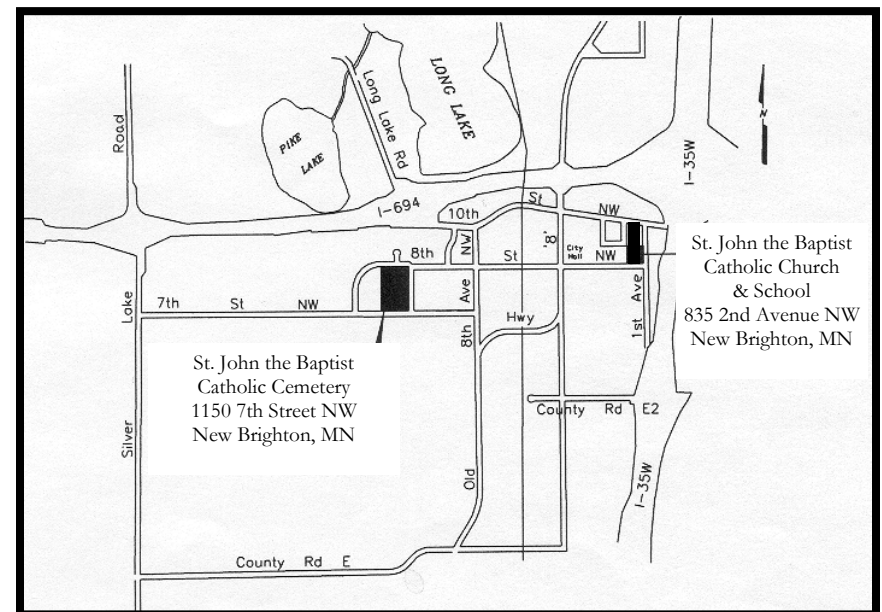 LONG LAKE
Long Lake Rd
PIKE
LAKE
Road
N
I-35W
I-694
10th
St
NW
8th
NW
St
'8'
City
Hall
NW
St. John the Baptist
Catholic Church
& School
835 2nd Avenue NW
New Brighton, MN
Lake
7th St NW
Ave
8th
Hwy
1st Ave
St. John the Baptist
Catholic Cemetery
1150 7th Street NW
New Brighton, MN
County Rd E2
Silver
Old
I-35W
County Rd E